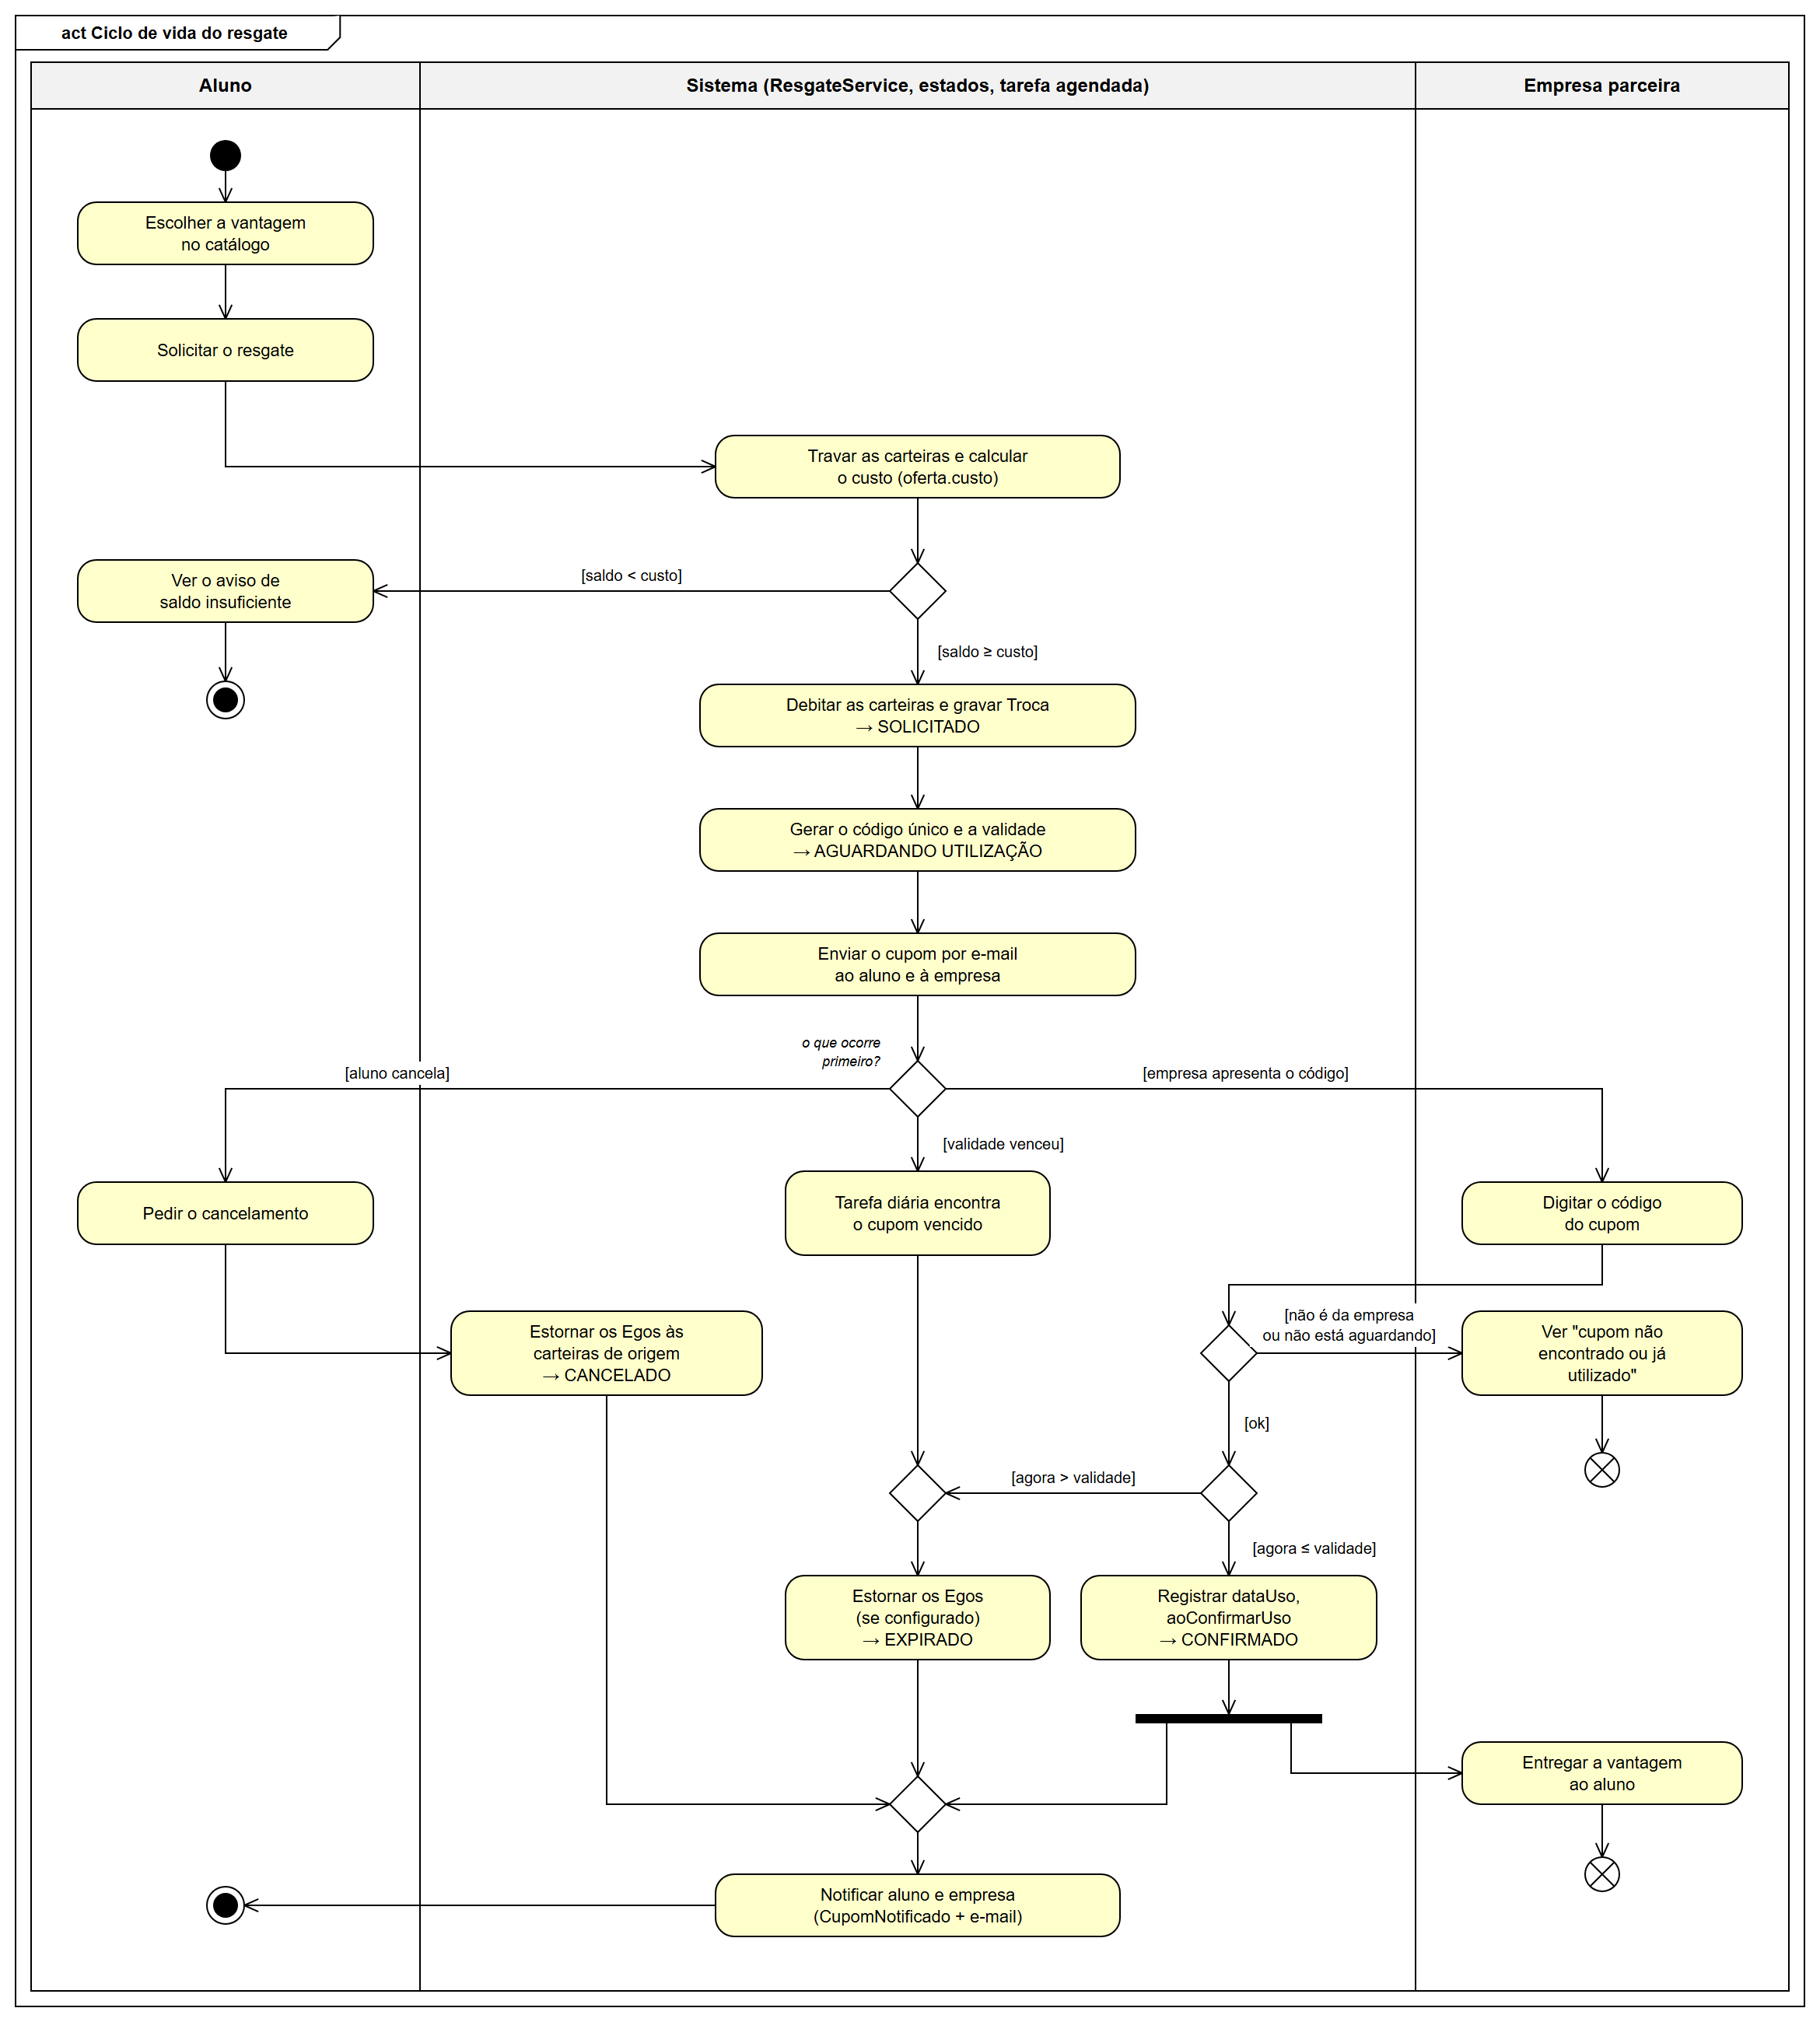 act Ciclo de vida do resgate
Aluno
Sistema (ResgateService, estados, tarefa agendada)
Empresa parceira
Escolher a vantagem
no catálogo
Solicitar o resgate
Travar as carteiras e calcular
o custo (oferta.custo)
[saldo < custo]
Ver o aviso de
saldo insuficiente
[saldo ≥ custo]
Debitar as carteiras e gravar Troca
→ SOLICITADO
Gerar o código único e a validade
→ AGUARDANDO UTILIZAÇÃO
Enviar o cupom por e-mail
ao aluno e à empresa
o que ocorre
primeiro?
[aluno cancela]
[empresa apresenta o código]
[validade venceu]
Pedir o cancelamento
Tarefa diária encontra
o cupom vencido
Digitar o código
do cupom
Estornar os Egos às
carteiras de origem
→ CANCELADO
[não é da empresa
ou não está aguardando]
Ver "cupom não
encontrado ou já
utilizado"
[ok]
[agora > validade]
[agora ≤ validade]
Estornar os Egos
(se configurado)
→ EXPIRADO
Registrar dataUso,
aoConfirmarUso
→ CONFIRMADO
Entregar a vantagem
ao aluno
Notificar aluno e empresa
(CupomNotificado + e-mail)